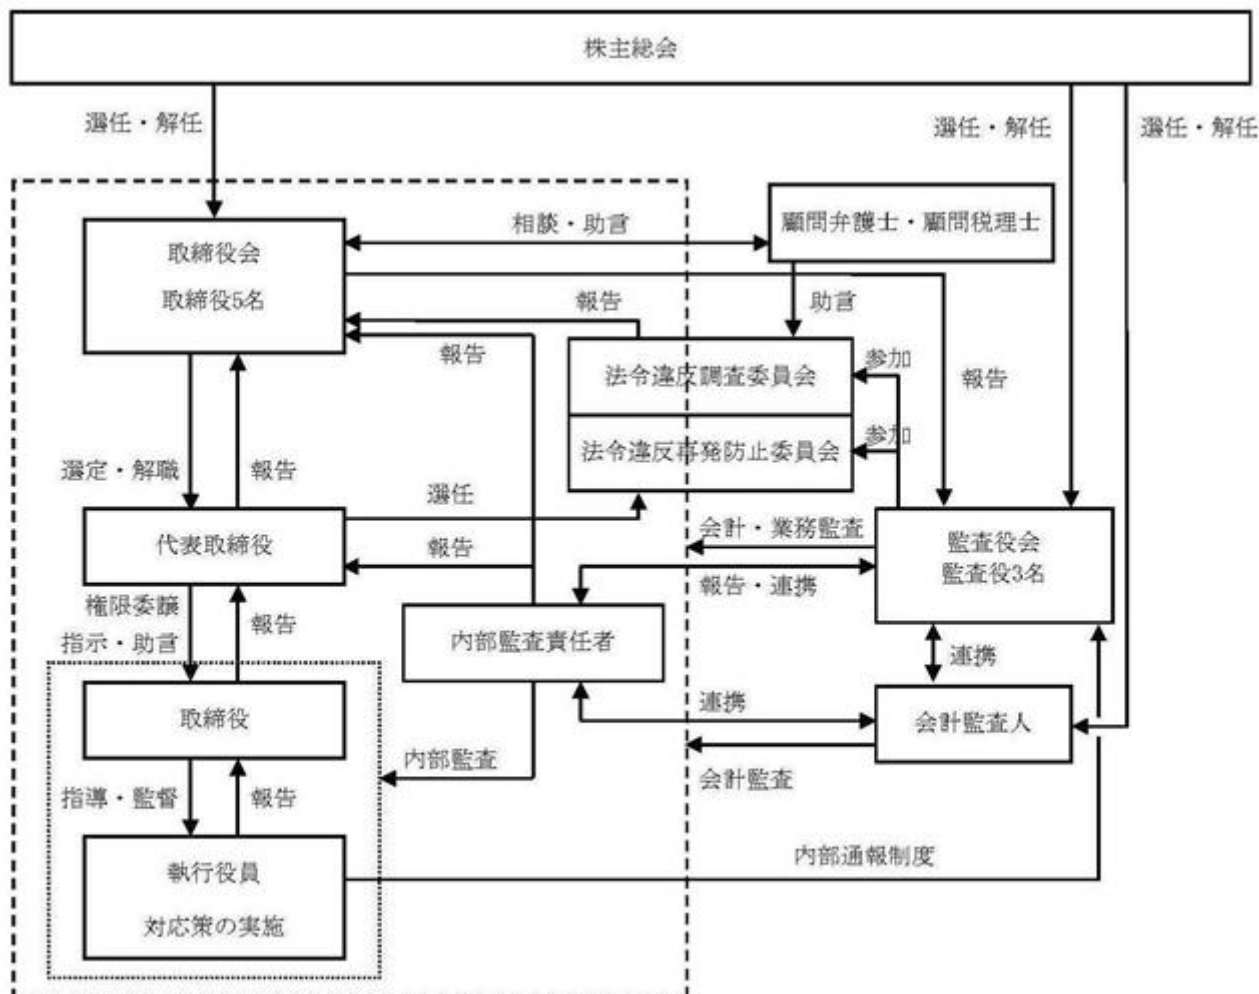 株主総会
選任・解任
選任・解任
選任・解任
顧問弁護士・顧問税理士
相談・助言
取締役会
取締役5名
報告
助言
報告
法令違反調査委員会
参加
報告
法令違反再発防止委員会
参加
選定・解職
報告
選任
代表取締役
報告
会計・業務監査
監査役会
監査役3名
報告・連携
権限委譲
指示・助言
報告
内部監査責任者
連携
取締役
連携
会計監査人
内部監査
会計監査
指導・監督
報告
内部通報制度
執行役員
対応策の実施